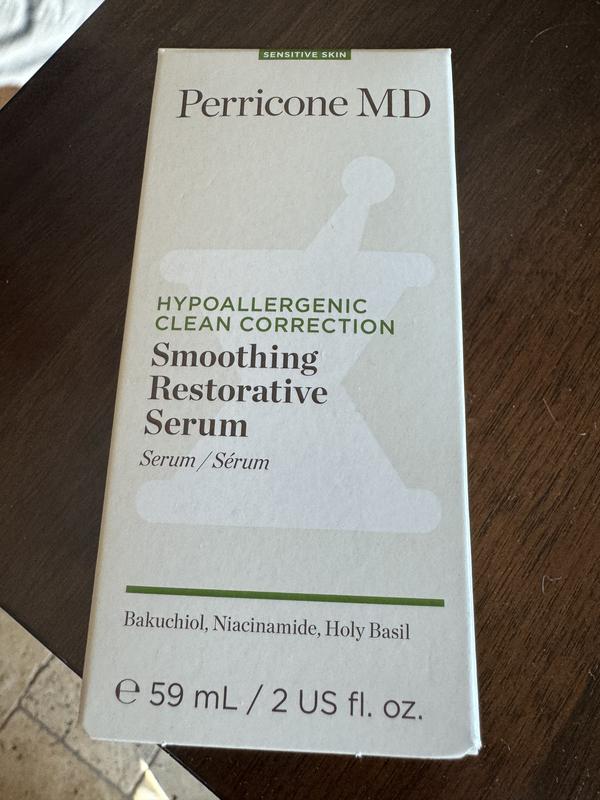 SENSITIVE SKIN
Perricone MD
HYPOALLERGENIC
CLEAN CORRECTION
Smoothing
Restorative
Serum
Serum / Sérum
Bakuchiol, Niacinamide, Holy Basil
℮ 59 mL / 2 US fl. oz.